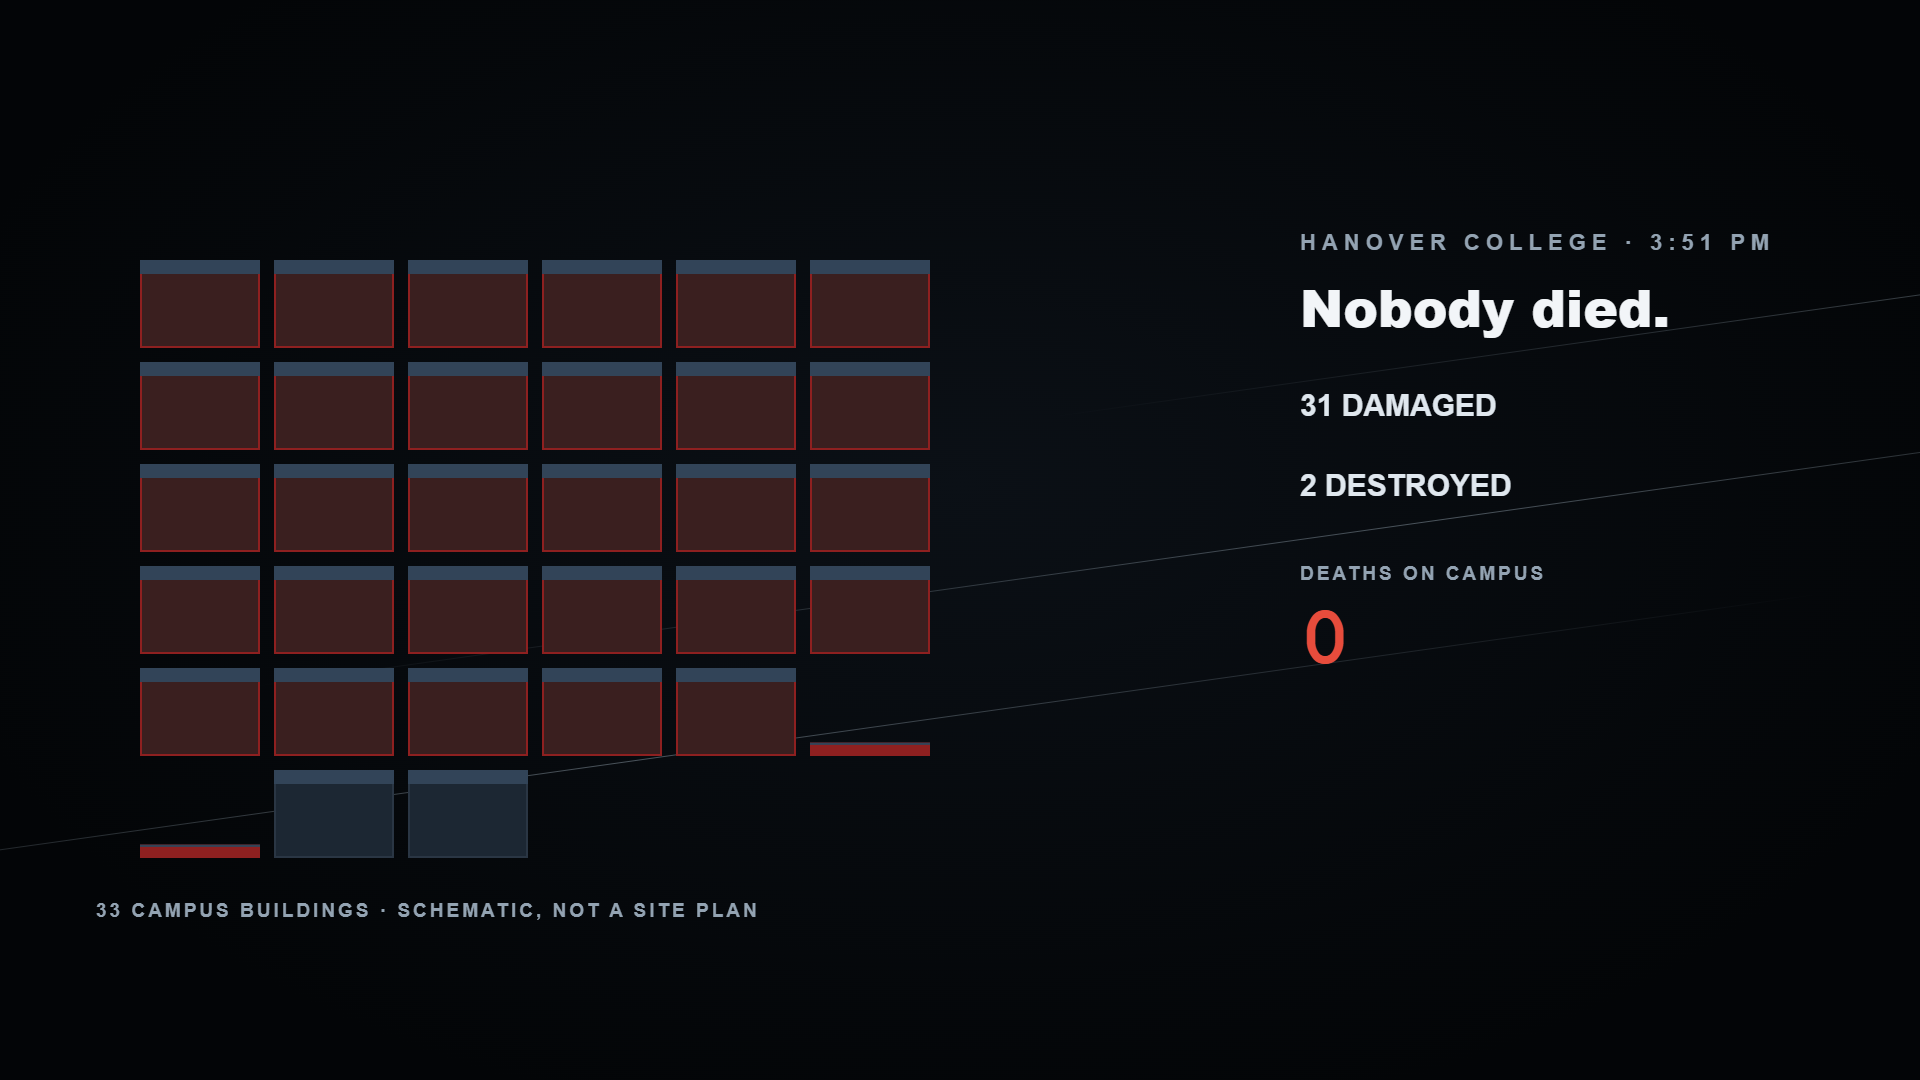 HANOVER COLLEGE · 3:51 PM
Nobody died.
31 DAMAGED
2 DESTROYED
DEATHS ON CAMPUS
0
33 CAMPUS BUILDINGS · SCHEMATIC, NOT A SITE PLAN